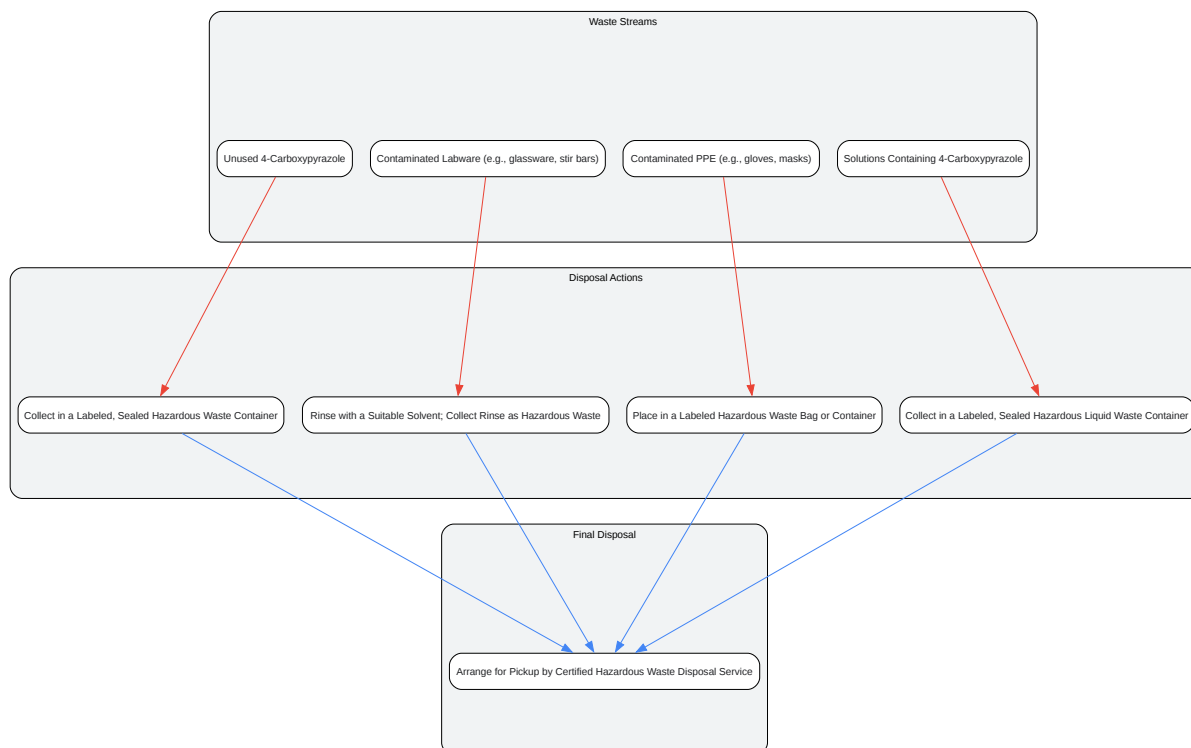 Waste Streams
Unused 4-Carboxypyrazole
Contaminated Labware (e.g., glassware, stir bars)
Contaminated PPE (e.g., gloves, masks)
Solutions Containing 4-Carboxypyrazole
Disposal Actions
Collect in a Labeled, Sealed Hazardous Waste Container
Rinse with a Suitable Solvent; Collect Rinse as Hazardous Waste
Place in a Labeled Hazardous Waste Bag or Container
Collect in a Labeled, Sealed Hazardous Liquid Waste Container
Final Disposal
Arrange for Pickup by Certified Hazardous Waste Disposal Service